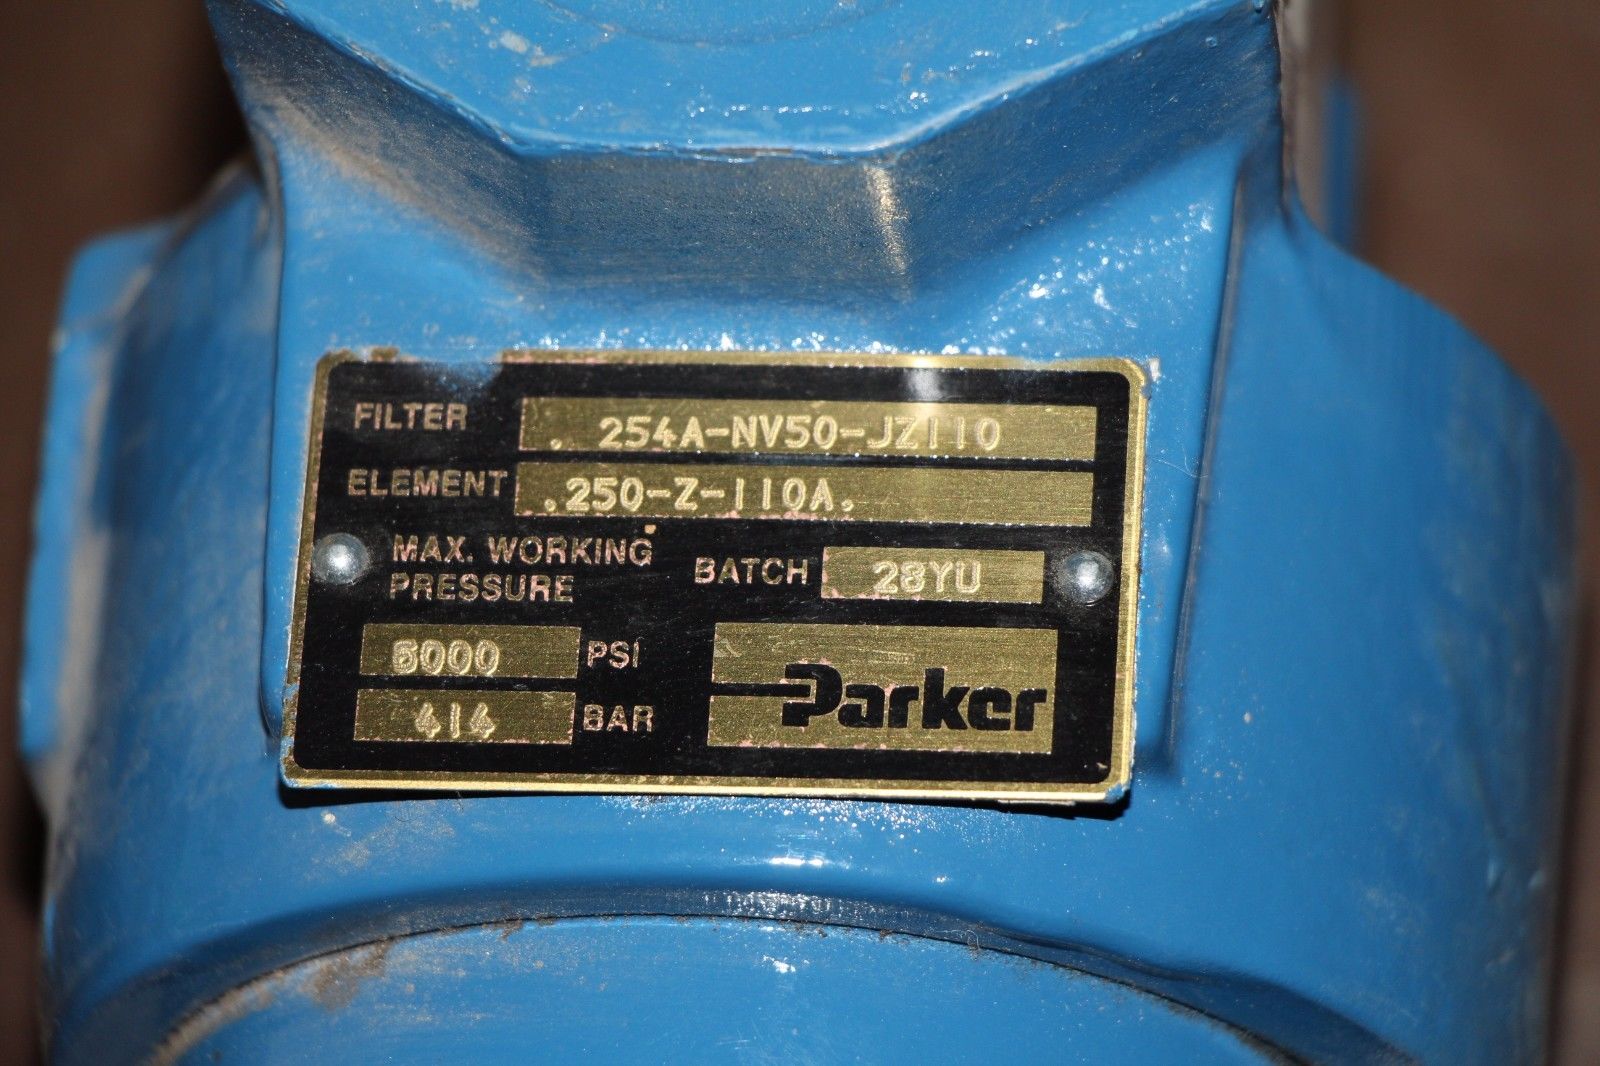 FILTER . 254A-NV50-JZ110
ELEMENT .250-Z-110A.
MAX. WORKING
PRESSURE
BATCH 28YU
6000 PSI
414 BAR
Parker